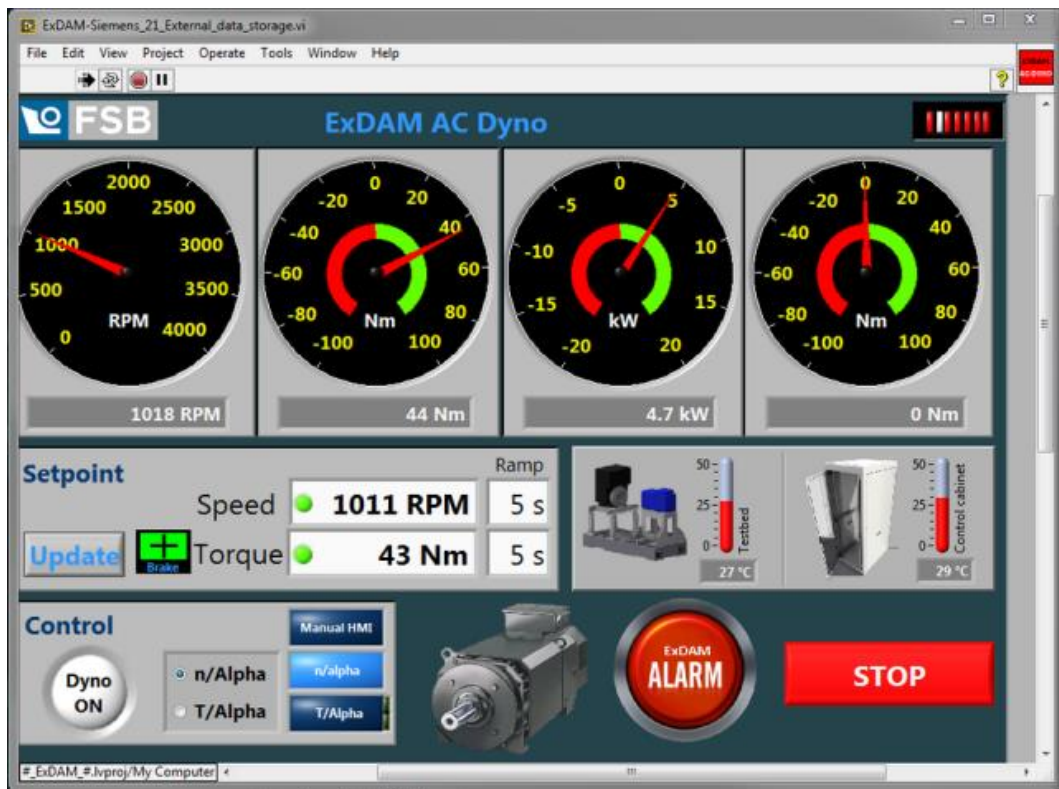 ExDAM-Siemens_21_External_data_storage.vi
File Edit View Project Operate Tools Window Help
FSB
ExDAM AC Dyno
2000
1500 2500
1000 3000
500 3500
RPM
0 4000
1018 RPM
0
-20 20
-40 40
-60 60
-80 80
Nm
-100 100
44 Nm
0
-5 5
-10 10
-15 15
kW
-20 20
4.7 kW
0
-20 20
-40 40
-60 60
-80 80
Nm
-100 100
0 Nm
Setpoint
Ramp
Speed 1011 RPM 5 s
Update
Brake
Torque 43 Nm 5 s
50
25
0
Testbed
27 °C
50
25
0
Control cabinet
29 °C
Control
Dyno
ON
n/Alpha
T/Alpha
Manual HMI
n/alpha
T/Alpha
ExDAM
ALARM
STOP
#_ExDAM_#.lvproj/My Computer